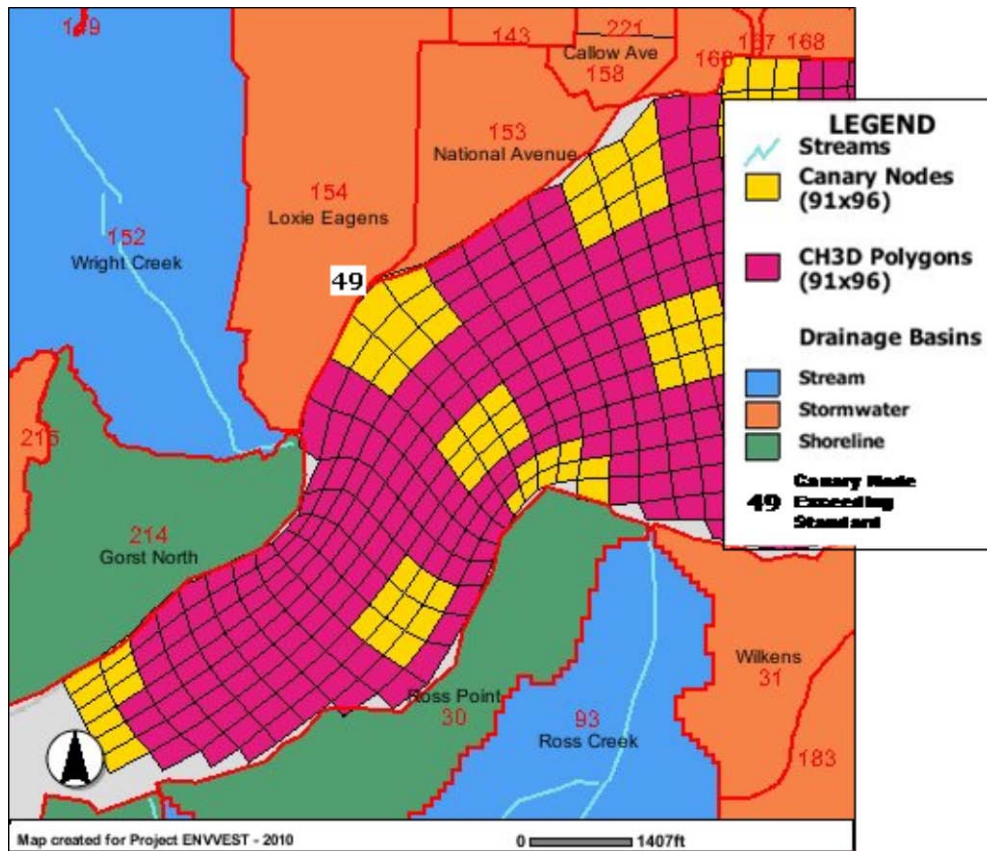 149
143
221
Callow Ave
158
166
167
168
153
National Avenue
154
Loxie Eagens
152
Wright Creek
49
215
214
Gorst North
Ross Point
30
93
Ross Creek
Wilkens
31
183
LEGEND
Streams
Canary Nodes
(91x96)
CH3D Polygons
(91x96)
Drainage Basins
Stream
Stormwater
Shoreline
49 Canary Node
Exceeding
Standard
Map created for Project ENVVEST - 2010
0 1407ft